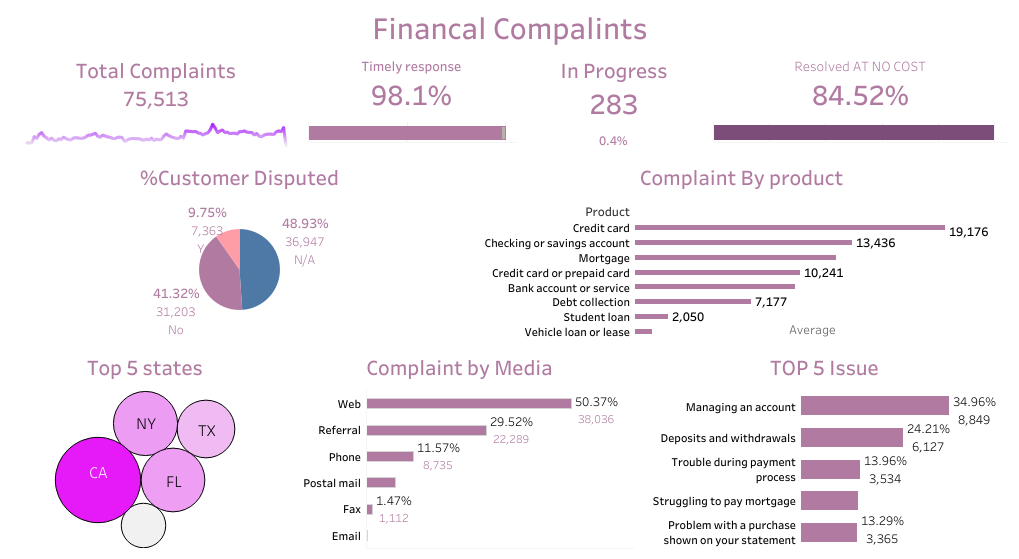 Financal Compalints
Total Complaints
75,513
Timely response
98.1%
In Progress
283
0.4%
Resolved AT NO COST
84.52%
%Customer Disputed
9.75%
7,363
Y
48.93%
36,947
N/A
41.32%
31,203
No
Complaint By product
Product
Credit card
19,176
Checking or savings account
13,436
Mortgage
Credit card or prepaid card
10,241
Bank account or service
Debt collection
7,177
Student loan
2,050
Vehicle loan or lease
Average
Top 5 states
NY
TX
CA
FL
Complaint by Media
Web
50.37%
38,036
Referral
29.52%
22,289
Phone
11.57%
8,735
Postal mail
Fax
1.47%
1,112
Email
TOP 5 Issue
Managing an account
34.96%
8,849
Deposits and withdrawals
24.21%
6,127
Trouble during payment
process
13.96%
3,534
Struggling to pay mortgage
Problem with a purchase
shown on your statement
13.29%
3,365